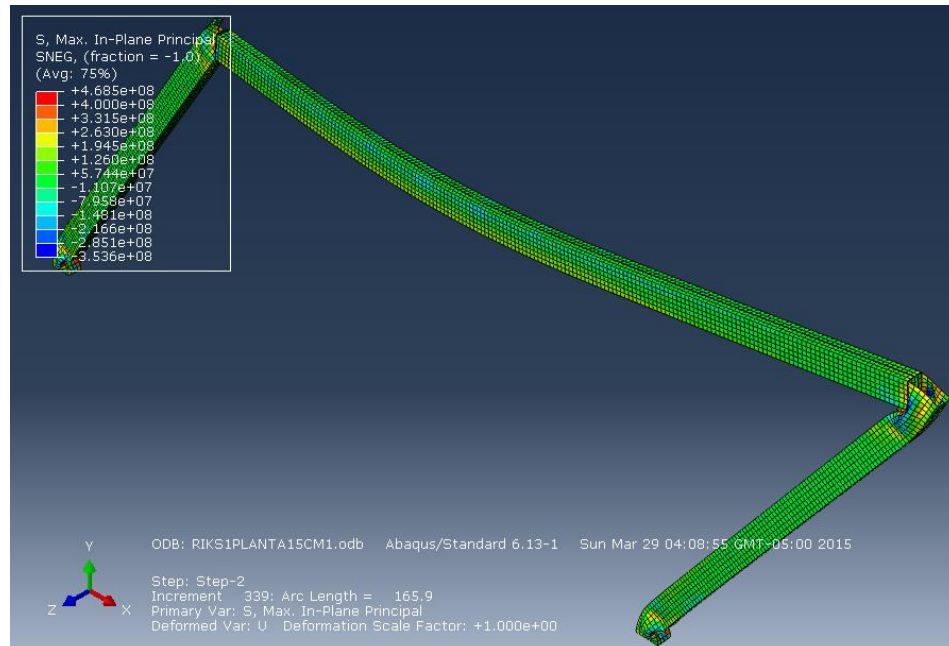 S, Max. In-Plane Principal
SNEG, (fraction = -1.0)
(Avg: 75%)
+4.685e+08
+4.000e+08
+3.315e+08
+2.630e+08
+1.945e+08
+1.260e+08
+5.744e+07
-1.107e+07
-7.958e+07
-1.481e+08
-2.166e+08
-2.851e+08
-3.536e+08
ODB: RIKS1PLANTA15CM1.odb Abaqus/Standard 6.13-1 Sun Mar 29 04:08:55 GMT-05:00 2015
Y
Z
X
Step: Step-2
Increment 339: Arc Length = 165.9
Primary Var: S, Max. In-Plane Principal
Deformed Var: U Deformation Scale Factor: +1.000e+00